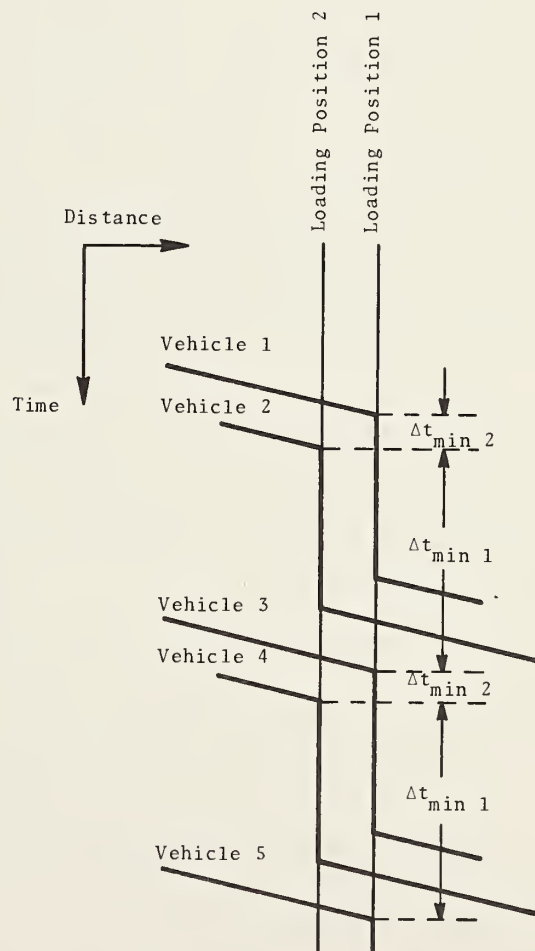 Loading Position 2
Loading Position 1
Distance
Time
Vehicle 1
Vehicle 2
Δt min 2
Δt min 1
Vehicle 3
Vehicle 4
Δt min 2
Δt min 1
Vehicle 5